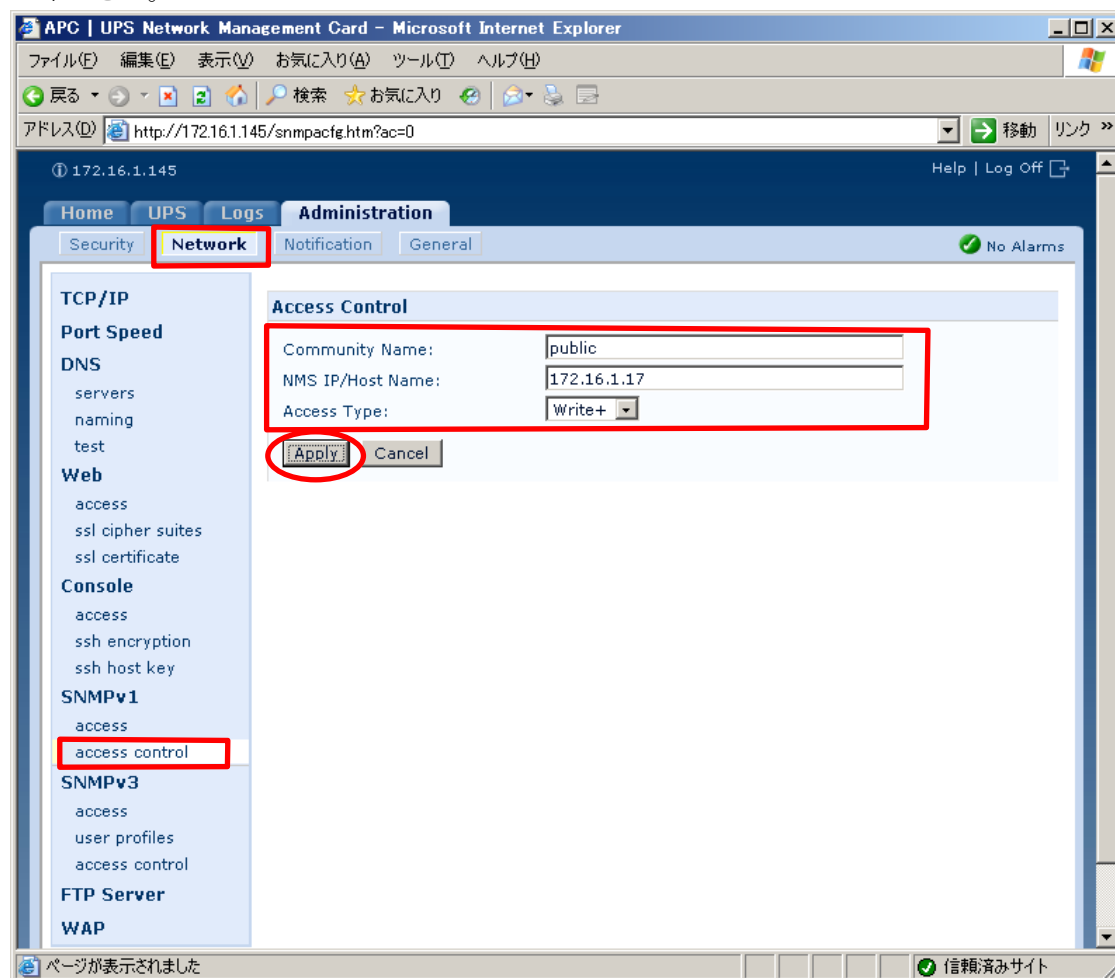 APC | UPS Network Management Card - Microsoft Internet Explorer
ファイル(F) 編集(E) 表示(V) お気に入り(A) ツール(T) ヘルプ(H)
戻る 検索 お気に入り
アドレス(D) http://172.16.1.145/snmpacfg.htm?ac=0 移動 リンク »
172.16.1.145 Help | Log Off
Home UPS Logs Administration
Security Network Notification General No Alarms
TCP/IP
Port Speed
DNS
servers
naming
test
Web
access
ssl cipher suites
ssl certificate
Console
access
ssh encryption
ssh host key
SNMPv1
access
access control
SNMPv3
access
user profiles
access control
FTP Server
WAP
Access Control
Community Name: public
NMS IP/Host Name: 172.16.1.17
Access Type: Write+
Apply Cancel
ページが表示されました 信頼済みサイト